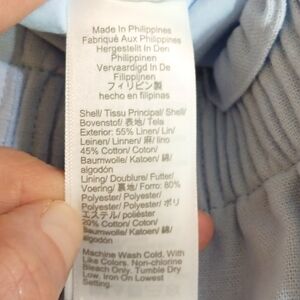 Made In Philippines
Fabriqué Aux Philippines
Hergestellt In Den
Philippinen
Vervaardigd In De
Filippijnen
フィリピン製
hecho en filipinas
Shell/ Tissu Principal/ Shell/
Bovenstof/ 表地/ Tela
Exterior: 55% Linen/ Lin/
Leinen/ Linnen/ 麻/ lino
45% Cotton/ Coton/
Baumwolle/ Katoen/ 綿/
algodón
Lining/ Doublure/ Futter/
Voering/ 裏地/ Forro: 80%
Polyester/ Polyester/
Polyester/ Polyester/ ポリ
エステル/ poliéster
20% Cotton/ Coton/
Baumwolle/ Katoen/ 綿/
algodón
Machine Wash Cold. With
Like Colors. Non-chlorine
Bleach Only. Tumble Dry
Low. Iron On Lowest
Setting.